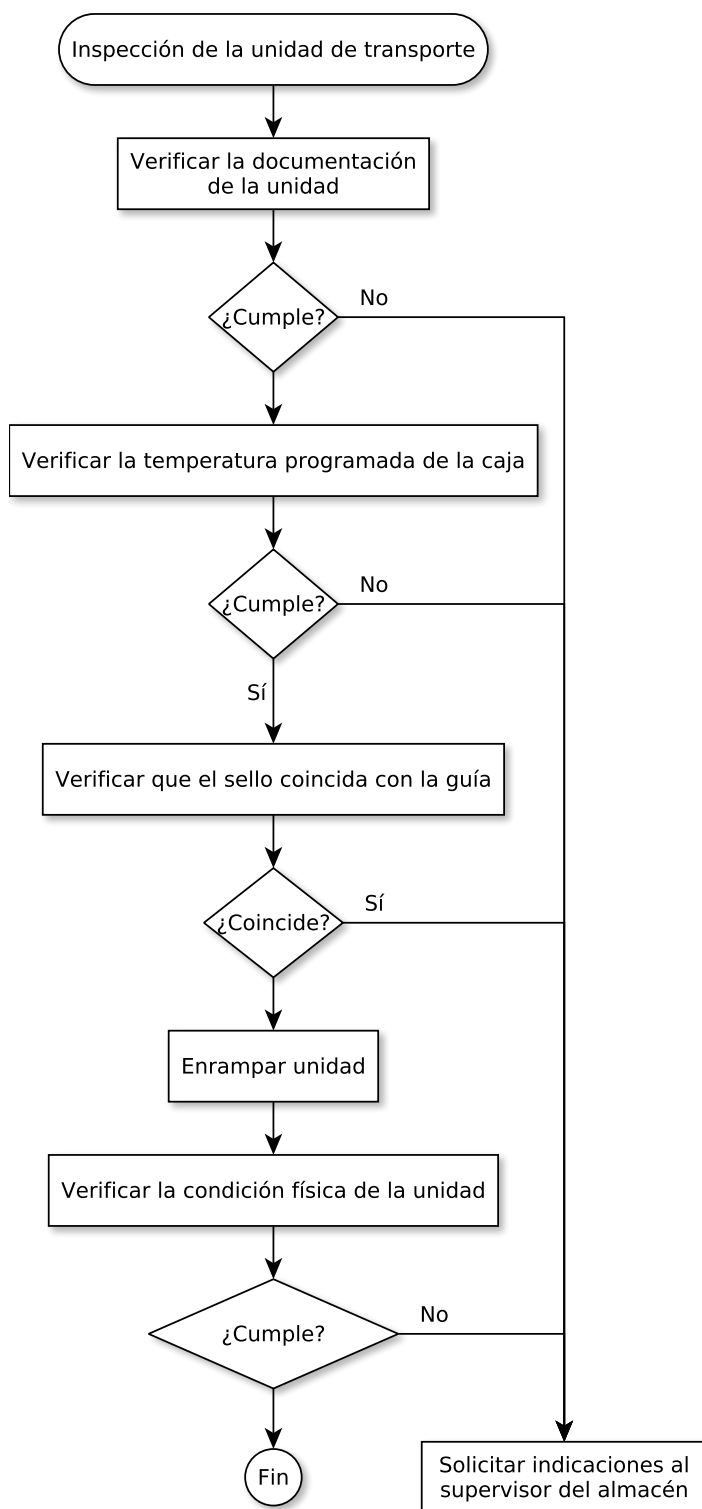 Inspección de la unidad de transporte
Verificar la documentación
de la unidad
¿Cumple?
No
Verificar la temperatura programada de la caja
¿Cumple?
No
Sí
Verificar que el sello coincida con la guía
¿Coincide?
Sí
Enrampar unidad
Verificar la condición física de la unidad
¿Cumple?
No
Fin
Solicitar indicaciones al
supervisor del almacén